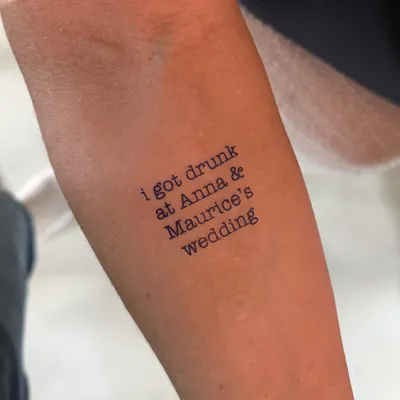 i got drunk
at Anna &
Maurice's
wedding